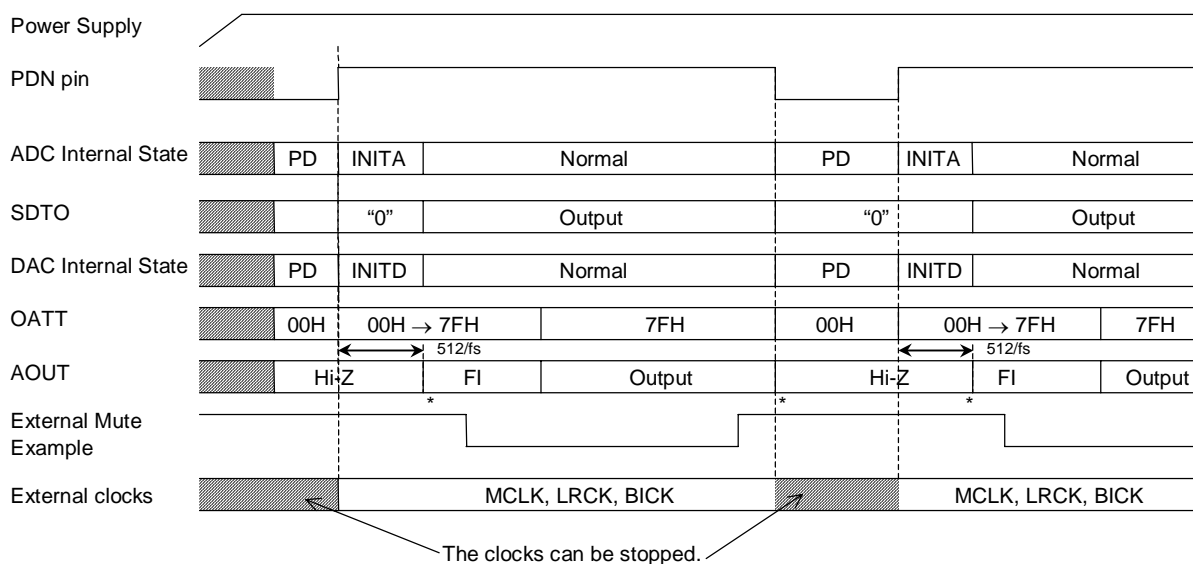 Power Supply
PDN pin
ADC Internal State PD INITA Normal PD INITA Normal
SDTO “0” Output “0” Output
DAC Internal State PD INITD Normal PD INITD Normal
OATT 00H 00H → 7FH 7FH 00H 00H → 7FH 7FH
512/fs 512/fs
AOUT Hi-Z FI Output Hi-Z FI Output
* * *
External Mute
Example
External clocks MCLK, LRCK, BICK MCLK, LRCK, BICK
The clocks can be stopped.